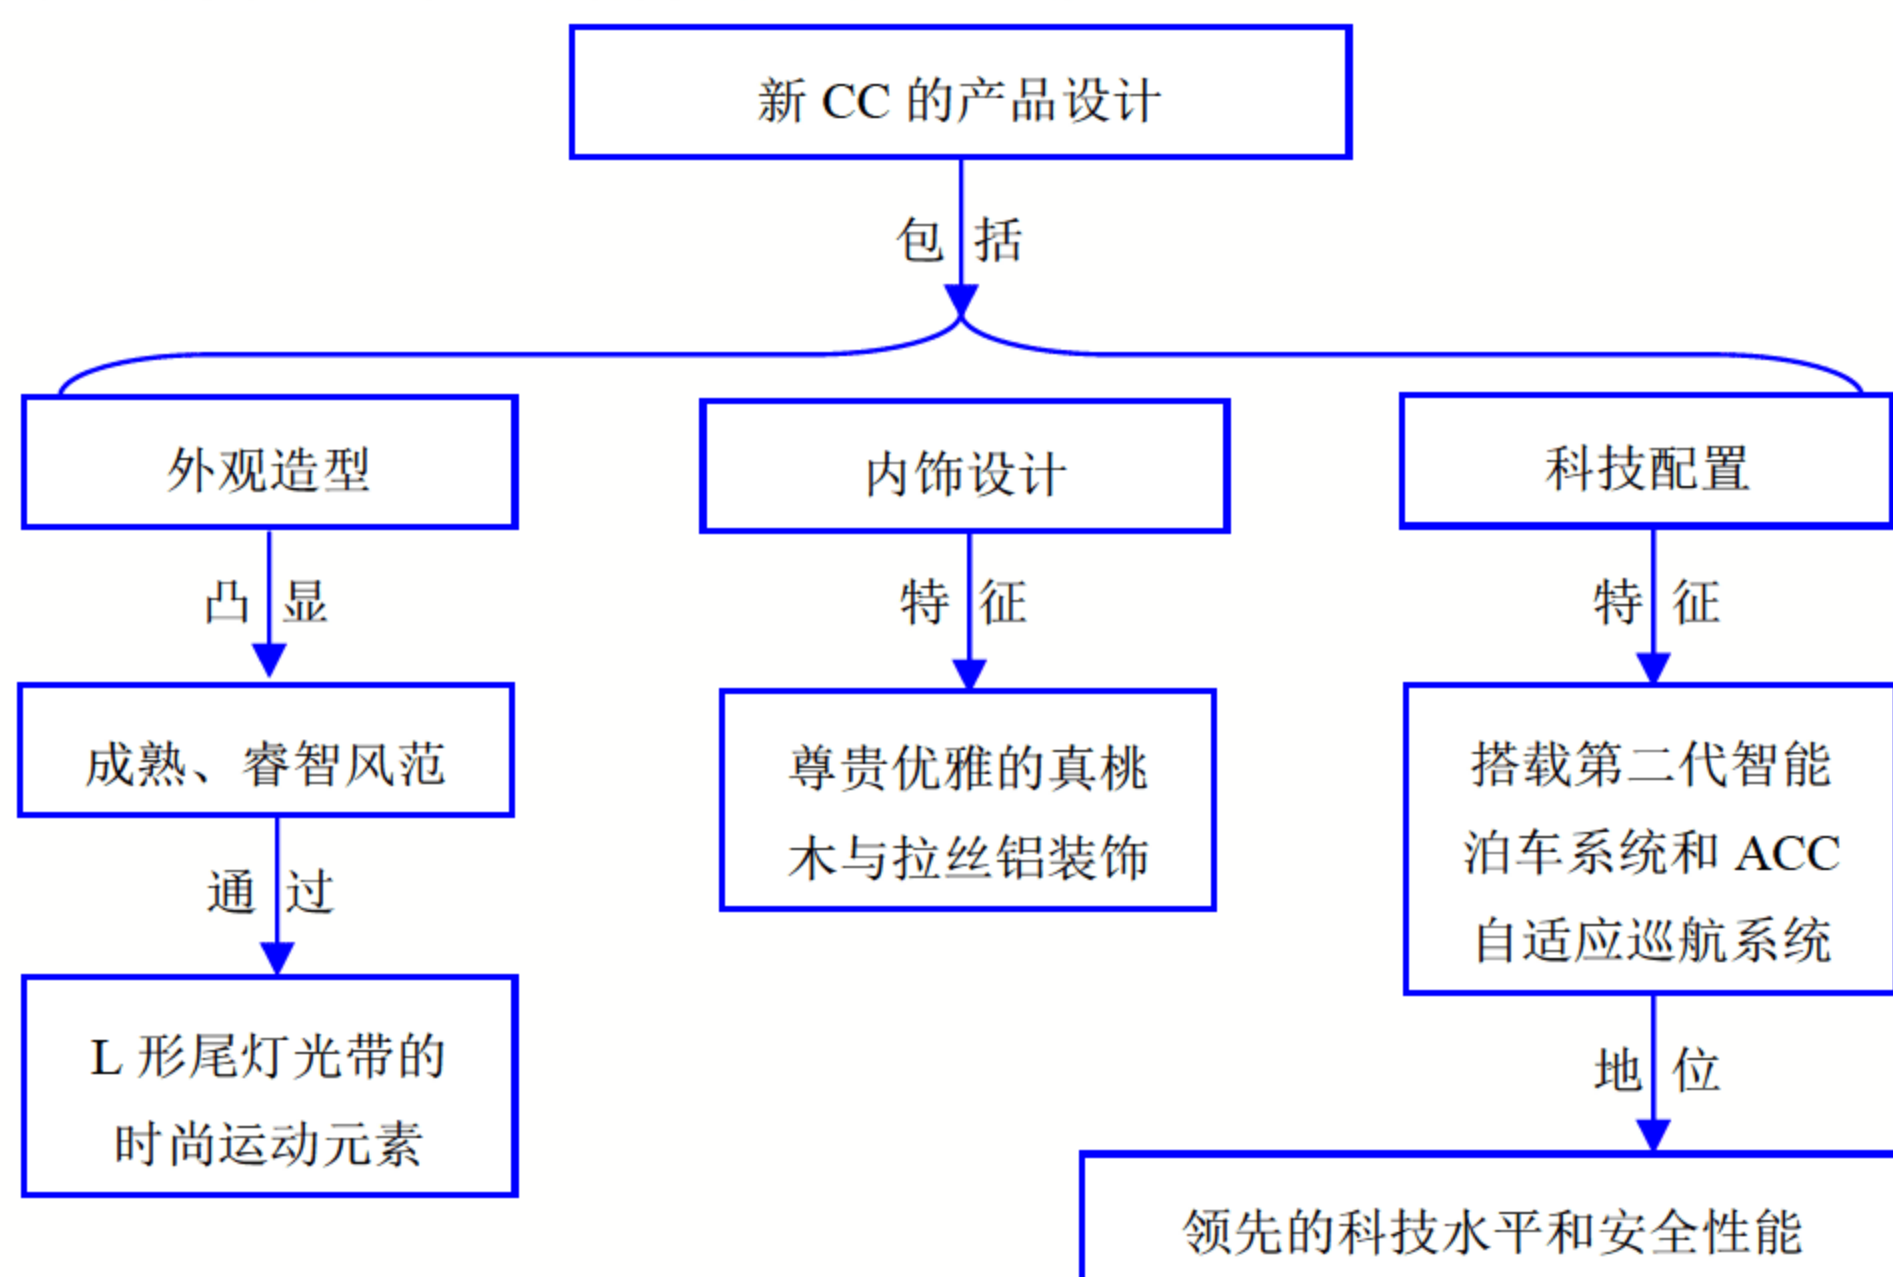 新 CC 的产品设计
包括
外观造型
内饰设计
科技配置
凸显
特征
特征
成熟、睿智风范
尊贵优雅的真桃
木与拉丝铝装饰
搭载第二代智能
泊车系统和 ACC
自适应巡航系统
通过
地位
L 形尾灯光带的
时尚运动元素
领先的科技水平和安全性能